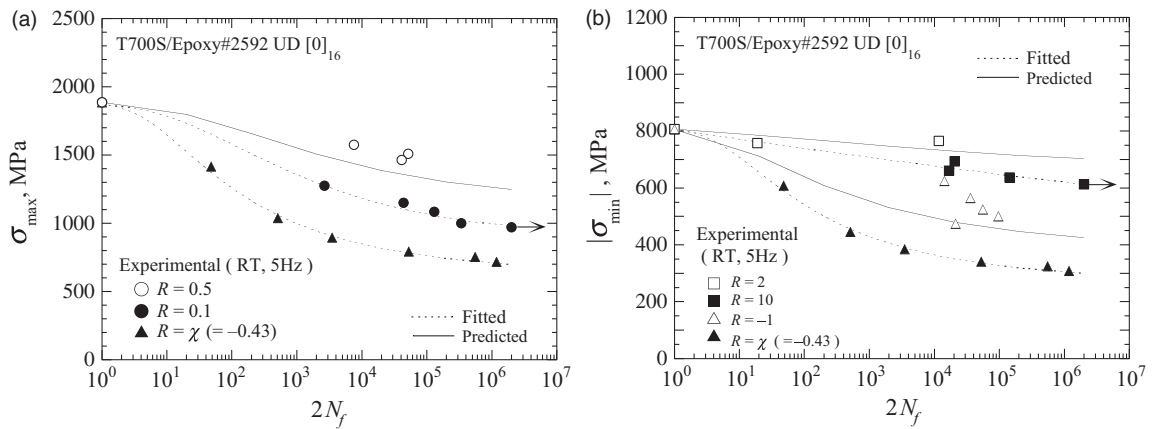 (a)
T700S/Epoxy#2592 UD [0]16
2500
2000
1500
1000
500
0
σmax, MPa
Experimental ( RT, 5Hz )
R = 0.5
R = 0.1
R = χ (= –0.43)
Fitted
Predicted
10^0 10^1 10^2 10^3 10^4 10^5 10^6 10^7
2Nf
(b)
T700S/Epoxy#2592 UD [0]16
1200
1000
800
600
400
200
0
|σmin| , MPa
Fitted
Predicted
Experimental
( RT, 5Hz )
R = 2
R = 10
R = –1
R = χ (=–0.43)
10^0 10^1 10^2 10^3 10^4 10^5 10^6 10^7
2Nf